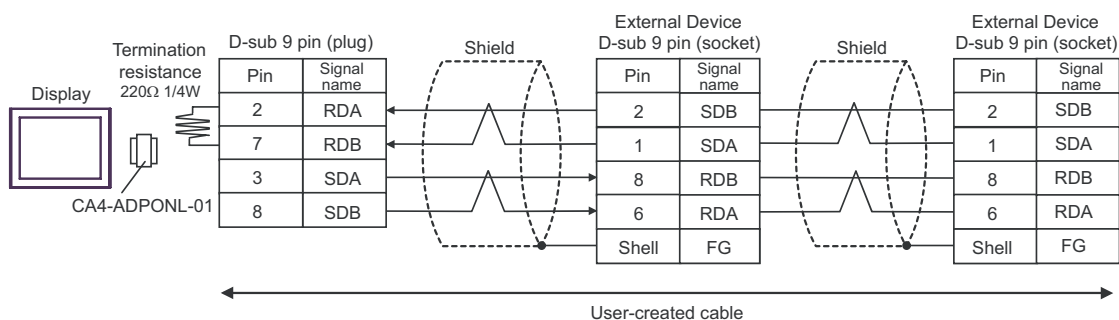 External Device
D-sub 9 pin (socket)
External Device
D-sub 9 pin (socket)
D-sub 9 pin (plug)
Shield
Shield
Termination
resistance
220Ω 1/4W
Display
CA4-ADPONL-01
Pin Signal name
2 RDA
7 RDB
3 SDA
8 SDB
Pin Signal name
2 SDB
1 SDA
8 RDB
6 RDA
Shell FG
Pin Signal name
2 SDB
1 SDA
8 RDB
6 RDA
Shell FG
User-created cable